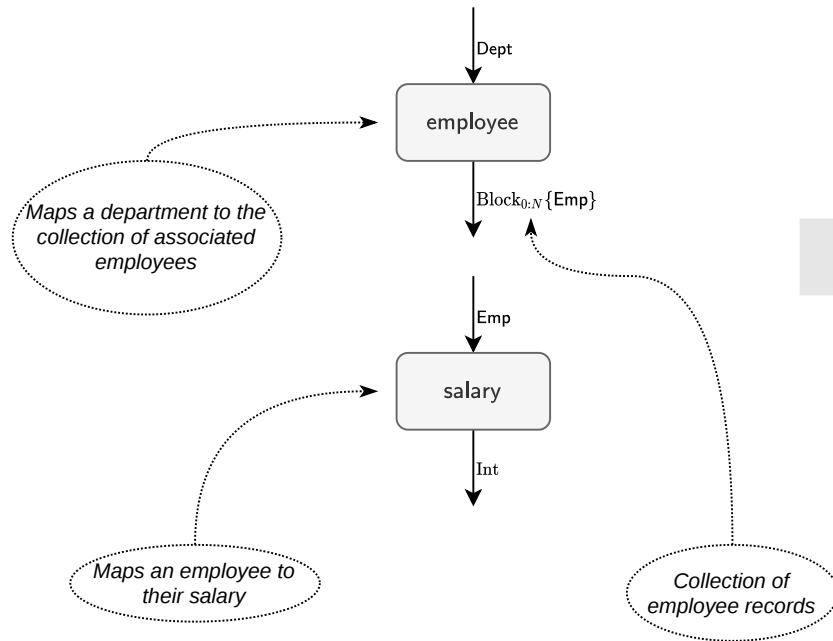 Dept
employee
Block₀:N{Emp}
Maps a department to the
collection of associated
employees
Emp
salary
Int
Maps an employee to
their salary
Collection of
employee records